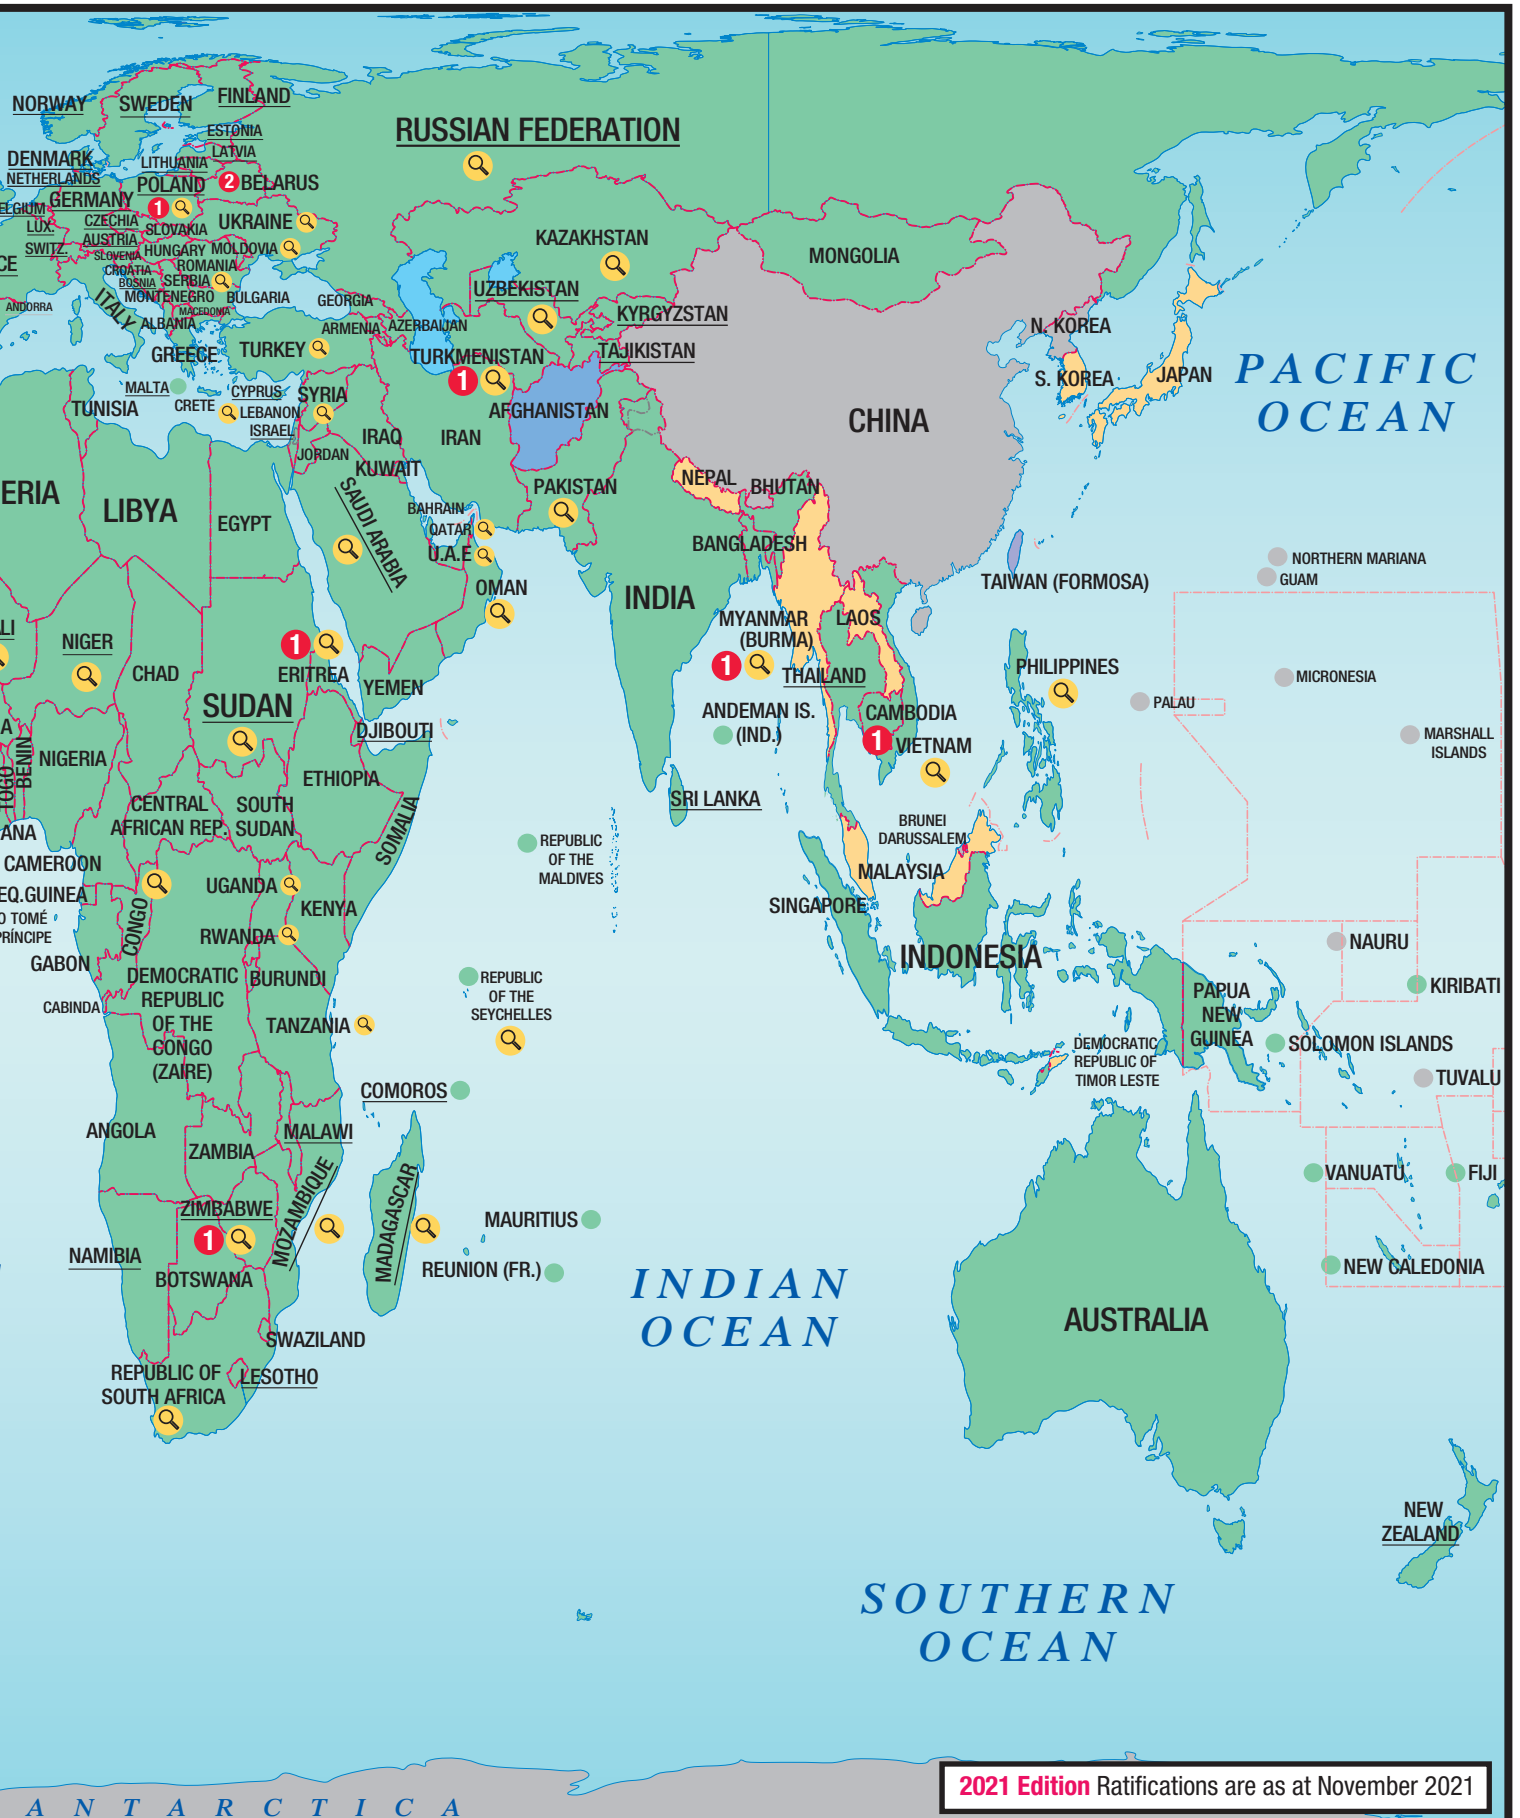 NORWAY
SWEDEN
FINLAND
ESTONIA
LATVIA
DENMARK
LITHUANIA
NETHERLANDS
POLAND
2 BELARUS
ELGIUM
GERMANY
1
LUX.
CZECHIA
SLOVAKIA
UKRAINE
SWITZ.
AUSTRIA
HUNGARY
MOLDOVIA
SLOVENIA
CE
CROATIA
ROMANIA
BOSNIA
SERBIA
MONTENEGRO
BULGARIA
GEORGIA
ANDORRA
ITALY
MACEDONIA
ALBANIA
ARMENIA
AZERBAIJAN
GREECE
TURKEY
MALTA
CYPRUS
SYRIA
TUNISIA
CRETE
LEBANON
ISRAEL
RUSSIAN FEDERATION
KAZAKHSTAN
MONGOLIA
UZBEKISTAN
KYRGYZSTAN
TAJIKISTAN
TURKMENISTAN
1
AFGHANISTAN
IRAQ
IRAN
JORDAN
KUWAIT
N. KOREA
S. KOREA
JAPAN
CHINA
PACIFIC
OCEAN
ERIA
LIBYA
EGYPT
SAUDI ARABIA
BAHRAIN
QATAR
U.A.E
OMAN
PAKISTAN
NEPAL
BHUTAN
BANGLADESH
INDIA
TAIWAN (FORMOSA)
NORTHERN MARIANA
GUAM
MYANMAR
(BURMA)
1
LAOS
THAILAND
PHILIPPINES
MICRONESIA
PALAU
ANDEMAN IS.
(IND.)
CAMBODIA
1
VIETNAM
MARSHALL
ISLANDS
LI
NIGER
CHAD
1
ERITREA
SUDAN
YEMEN
DJIBOUTI
A
TOGO
BENIN
NIGERIA
ETHIOPIA
CENTRAL
AFRICAN REP.
SOUTH
SUDAN
SOMALIA
SRI LANKA
REPUBLIC
OF THE
MALDIVES
BRUNEI
DARUSSALEM
MALAYSIA
SINGAPORE
INDONESIA
ANA
CAMEROON
EQ.GUINEA
O TOMÉ
PRÍNCIPE
CONGO
UGANDA
KENYA
RWANDA
GABON
BURUNDI
DEMOCRATIC
REPUBLIC
OF THE
CONGO
(ZAIRE)
CABINDA
TANZANIA
REPUBLIC
OF THE
SEYCHELLES
NAURU
KIRIBATI
PAPUA
NEW
GUINEA
SOLOMON ISLANDS
DEMOCRATIC
REPUBLIC OF
TIMOR LESTE
TUVALU
COMOROS
ANGOLA
MALAWI
ZAMBIA
VANUATU
FIJI
ZIMBABWE
1
MOZAMBIQUE
MADAGASCAR
MAURITIUS
NAMIBIA
BOTSWANA
REUNION (FR.)
NEW CALEDONIA
INDIAN
OCEAN
AUSTRALIA
SWAZILAND
REPUBLIC OF
SOUTH AFRICA
LESOTHO
NEW
ZEALAND
SOUTHERN
OCEAN
ANTARCTICA
2021 Edition Ratifications are as at November 2021